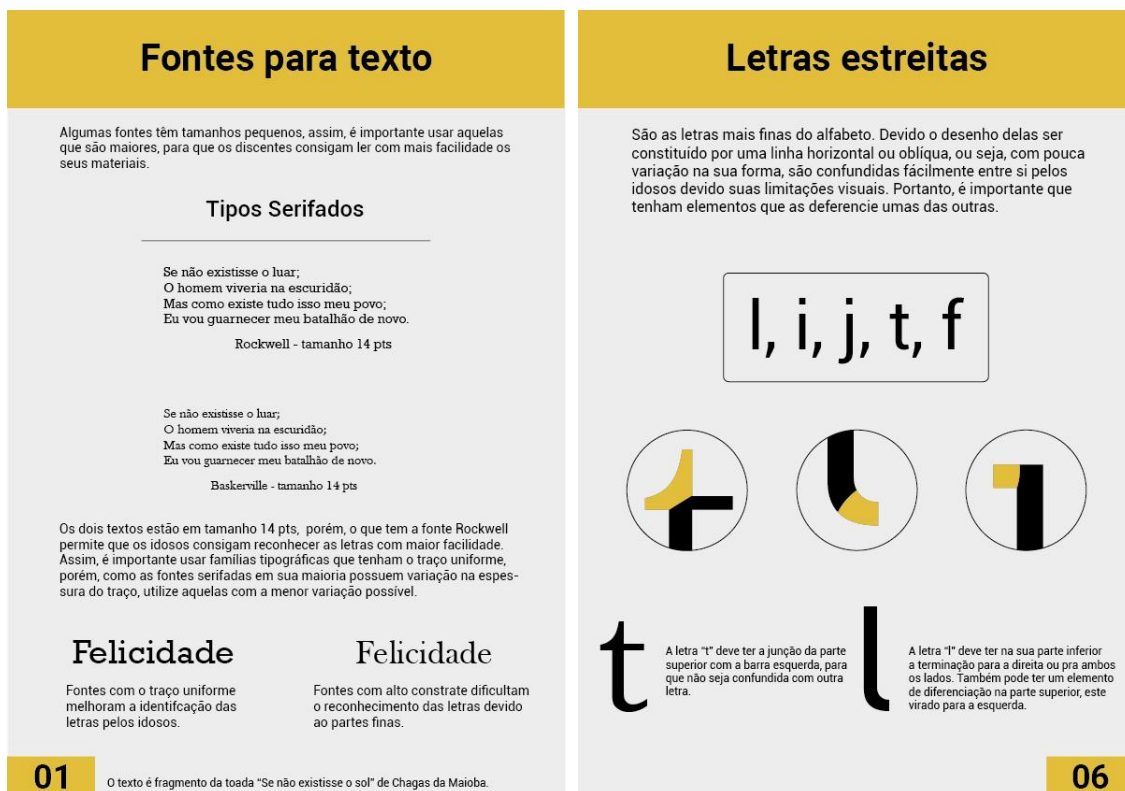 Fontes para texto
Algumas fontes têm tamanhos pequenos, assim, é importante usar aquelas
que são maiores, para que os discentes consigam ler com mais facilidade os
seus materiais.
Tipos Serifados
Se não existisse o luar;
O homem viveria na escuridão;
Mas como existe tudo isso meu povo;
Eu vou guarnecer meu batalhão de novo.
Rockwell - tamanho 14 pts
Se não existisse o luar;
O homem viveria na escuridão;
Mas como existe tudo isso meu povo;
Eu vou guarnecer meu batalhão de novo.
Baskerville - tamanho 14 pts
Os dois textos estão em tamanho 14 pts, porém, o que tem a fonte Rockwell
permite que os idosos consigam reconhecer as letras com maior facilidade.
Assim, é importante usar famílias tipográficas que tenham o traço uniforme,
porém, como as fontes serifadas em sua maioria possuem variação na espes-
sura do traço, utilize aquelas com a menor variação possível.
Felicidade
Fontes com o traço uniforme
melhoram a identifcação das
letras pelos idosos.
Felicidade
Fontes com alto constrate dificultam
o reconhecimento das letras devido
ao partes finas.
01
O texto é fragmento da toada "Se não existisse o sol" de Chagas da Maioba.
Letras estreitas
São as letras mais finas do alfabeto. Devido o desenho delas ser
constituído por uma linha horizontal ou oblíqua, ou seja, com pouca
variação na sua forma, são confundidas fácilmente entre si pelos
idosos devido suas limitações visuais. Portanto, é importante que
tenham elementos que as deferencie umas das outras.
l, i, j, t, f
t
A letra "t" deve ter a junção da parte
superior com a barra esquerda, para
que não seja confundida com outra
letra.
l
A letra "l" deve ter na sua parte inferior
a terminação para a direita ou pra ambos
os lados. Também pode ter um elemento
de diferenciação na parte superior, este
virado para a esquerda.
06